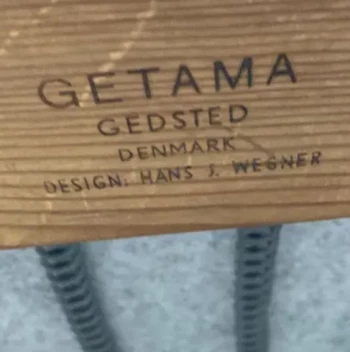 GETAMA
GEDSTED
DENMARK
DESIGN: HANS J. WEGNER